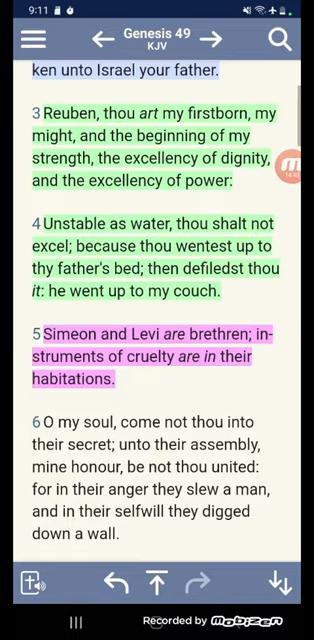 9:11
Genesis 49
KJV
ken unto Israel your father.
3 Reuben, thou art my firstborn, my
might, and the beginning of my
strength, the excellency of dignity,
and the excellency of power:
4 Unstable as water, thou shalt not
excel; because thou wentest up to
thy father's bed; then defiledst thou
it: he went up to my couch.
5 Simeon and Levi are brethren; in-
struments of cruelty are in their
habitations.
6 O my soul, come not thou into
their secret; unto their assembly,
mine honour, be not thou united:
for in their anger they slew a man,
and in their selfwill they digged
down a wall.
Recorded by mobizen